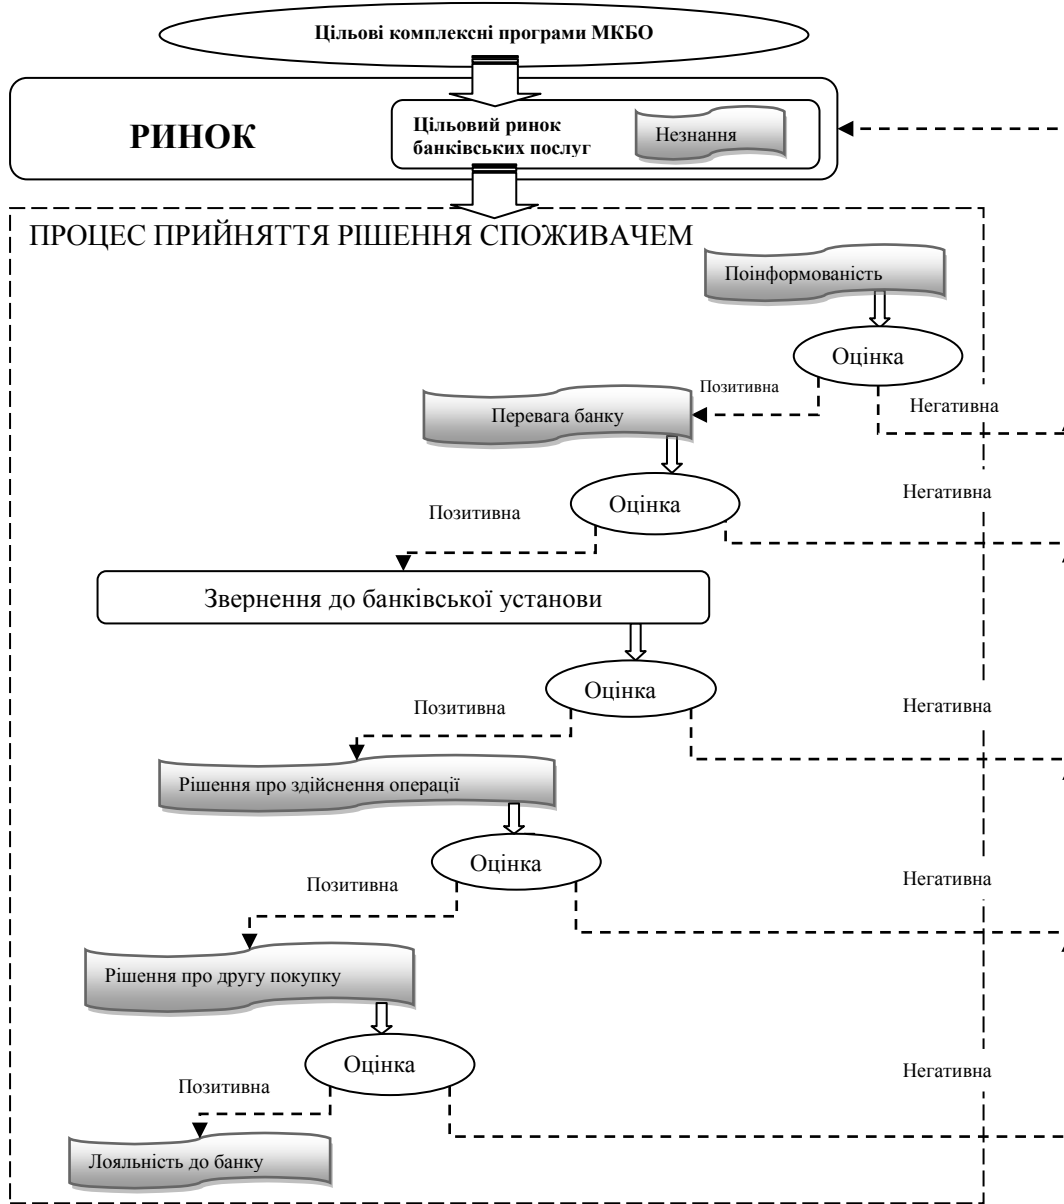 Цільові комплексні програми МКБО
РИНОК
Цільовий ринок
банківських послуг
Незнання
ПРОЦЕС ПРИЙНЯТТЯ РІШЕННЯ СПОЖИВАЧЕМ
Поінформованість
Оцінка
Позитивна
Негативна
Перевага банку
Оцінка
Позитивна
Негативна
Звернення до банківської установи
Оцінка
Позитивна
Негативна
Рішення про здійснення операції
Оцінка
Позитивна
Негативна
Рішення про другу покупку
Оцінка
Позитивна
Негативна
Лояльність до банку